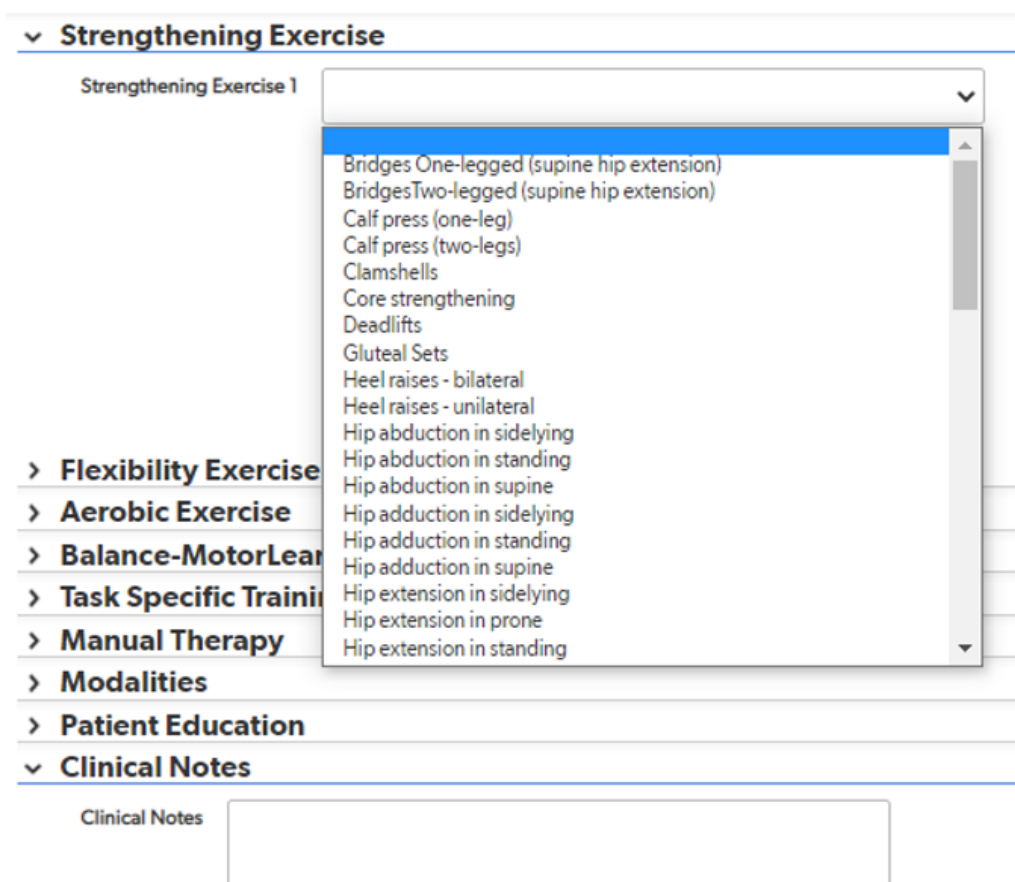 Strengthening Exercise
Strengthening Exercise 1
Bridges One-legged (supine hip extension)
BridgesTwo-legged (supine hip extension)
Calf press (one-leg)
Calf press (two-legs)
Clamshells
Core strengthening
Deadlifts
Gluteal Sets
Heel raises - bilateral
Heel raises - unilateral
Hip abduction in sidelying
Hip abduction in standing
Hip abduction in supine
Hip adduction in sidelying
Hip adduction in standing
Hip adduction in supine
Hip extension in sidelying
Hip extension in prone
Hip extension in standing
Flexibility Exercise
Aerobic Exercise
Balance-MotorLear
Task Specific Traini
Manual Therapy
Modalities
Patient Education
Clinical Notes
Clinical Notes